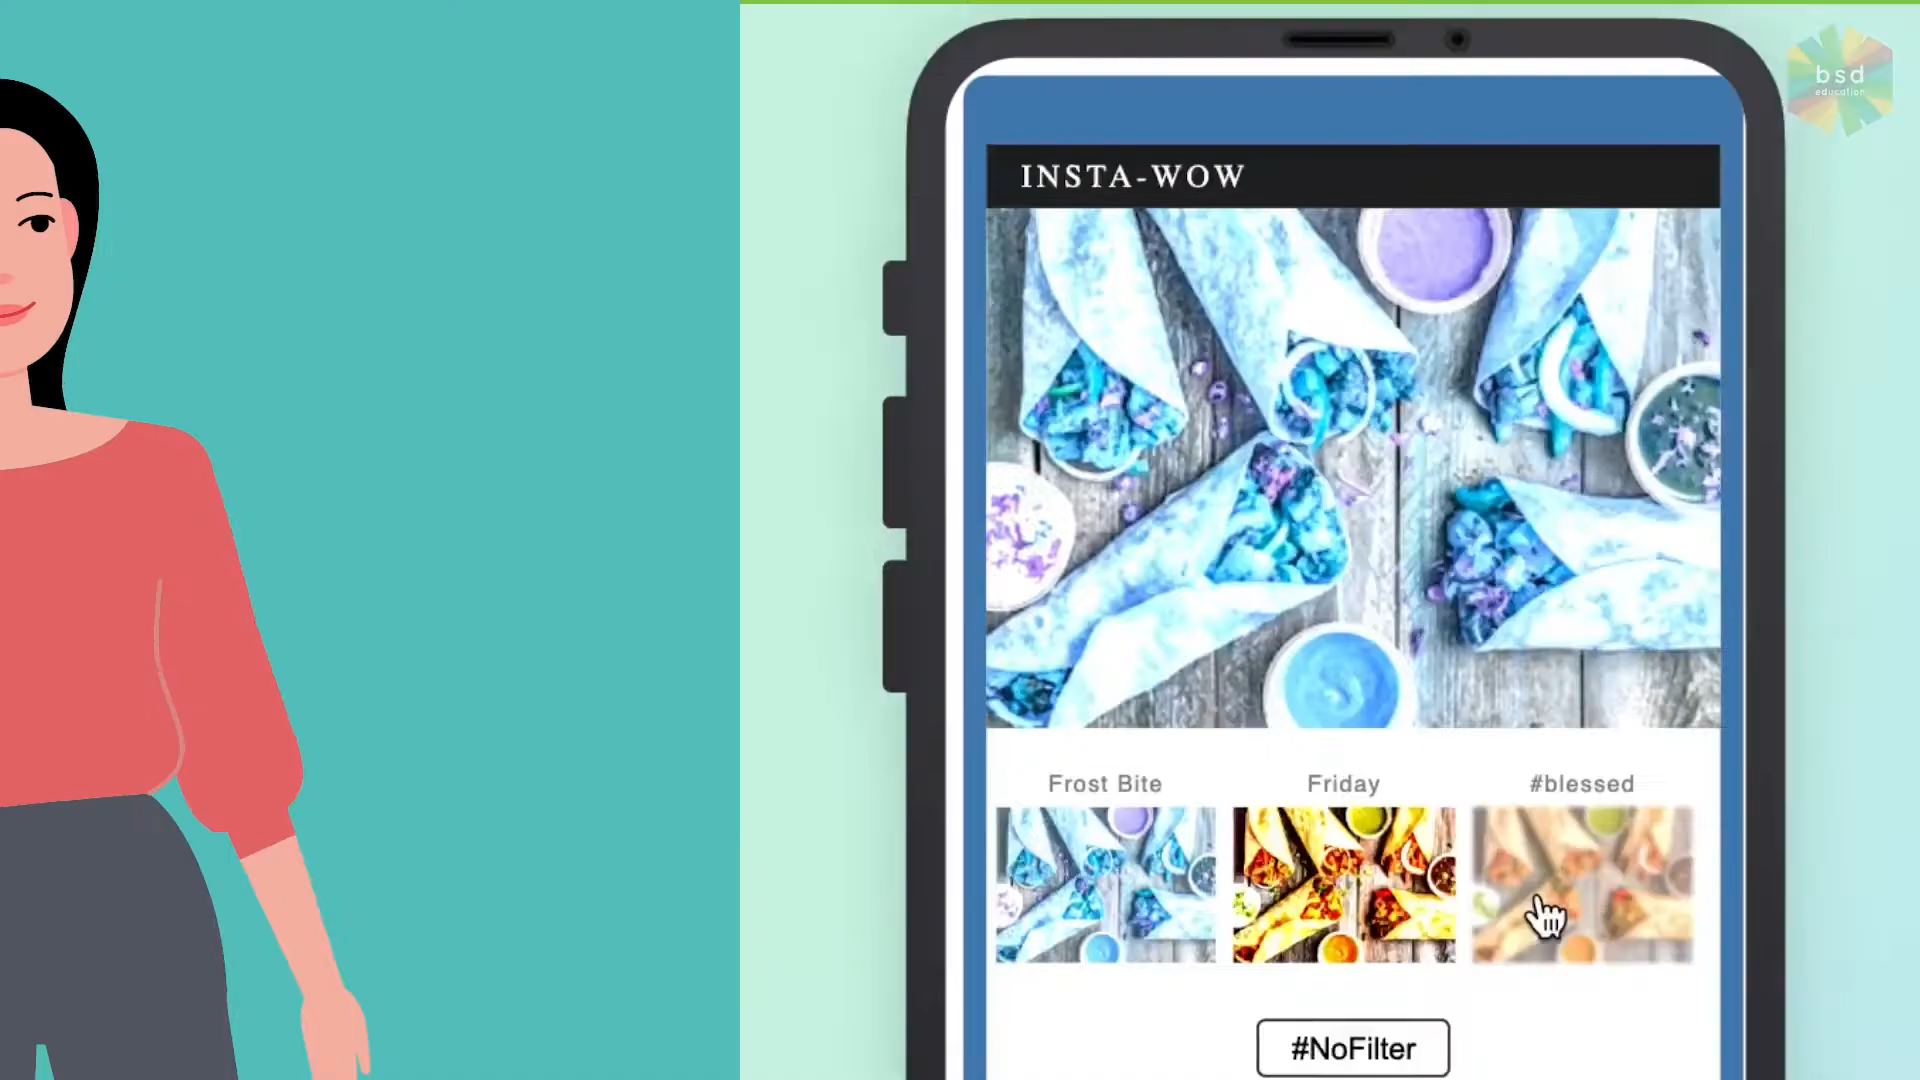 bsd
education
INSTA-WOW
Frost Bite
Friday
#blessed
#NoFilter